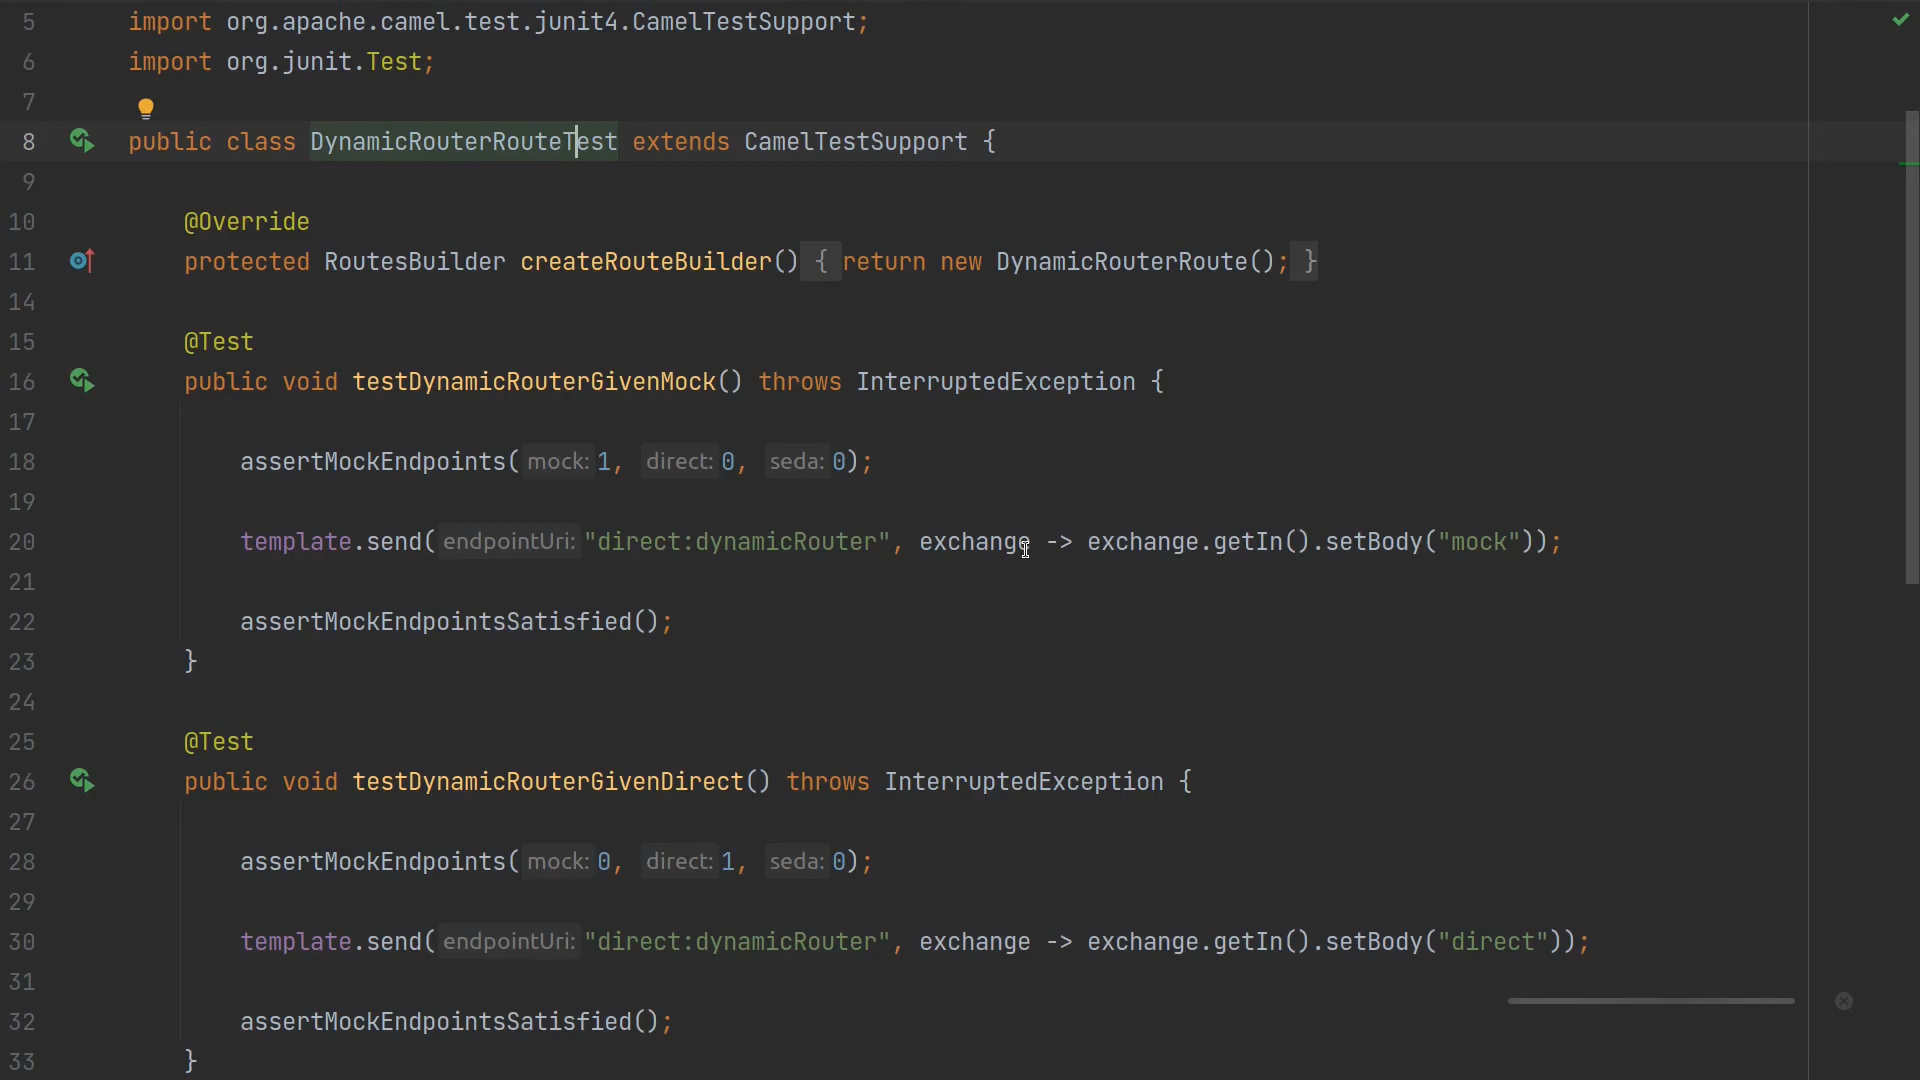 5 import org.apache.camel.test.junit4.CamelTestSupport;
6 import org.junit.Test;
7
8 public class DynamicRouterRouteTest extends CamelTestSupport {
9
10 @Override
11 protected RoutesBuilder createRouteBuilder() { return new DynamicRouterRoute(); }
14
15 @Test
16 public void testDynamicRouterGivenMock() throws InterruptedException {
17
18 assertMockEndpoints( mock: 1, direct: 0, seda: 0);
19
20 template.send( endpointUri: "direct:dynamicRouter", exchange -> exchange.getIn().setBody("mock"));
21
22 assertMockEndpointsSatisfied();
23 }
24
25 @Test
26 public void testDynamicRouterGivenDirect() throws InterruptedException {
27
28 assertMockEndpoints( mock: 0, direct: 1, seda: 0);
29
30 template.send( endpointUri: "direct:dynamicRouter", exchange -> exchange.getIn().setBody("direct"));
31
32 assertMockEndpointsSatisfied();
33 }